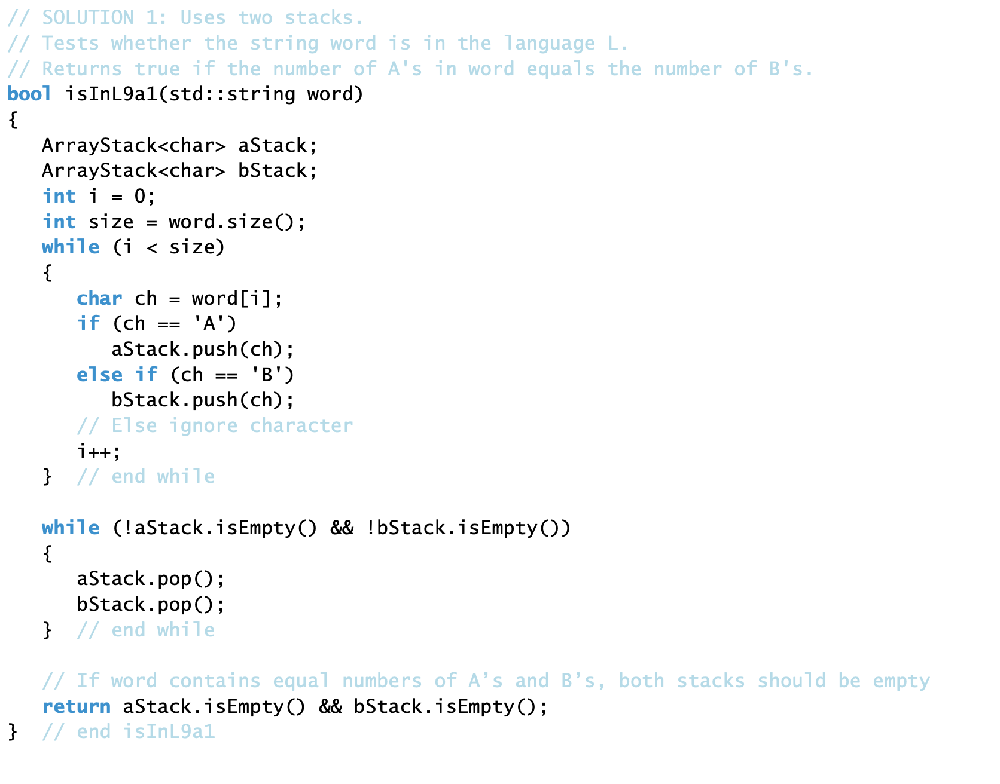 // SOLUTION 1: Uses two stacks.
// Tests whether the string word is in the language L.
// Returns true if the number of A's in word equals the number of B's.
bool isInL9a1(std::string word)
{
   ArrayStack<char> aStack;
   ArrayStack<char> bStack;
   int i = 0;
   int size = word.size();
   while (i < size)
   {
      char ch = word[i];
      if (ch == 'A')
         aStack.push(ch);
      else if (ch == 'B')
         bStack.push(ch);
      // Else ignore character
      i++;
   }  // end while

   while (!aStack.isEmpty() && !bStack.isEmpty())
   {
      aStack.pop();
      bStack.pop();
   }  // end while

   // If word contains equal numbers of A’s and B’s, both stacks should be empty
   return aStack.isEmpty() && bStack.isEmpty();
}  // end isInL9a1